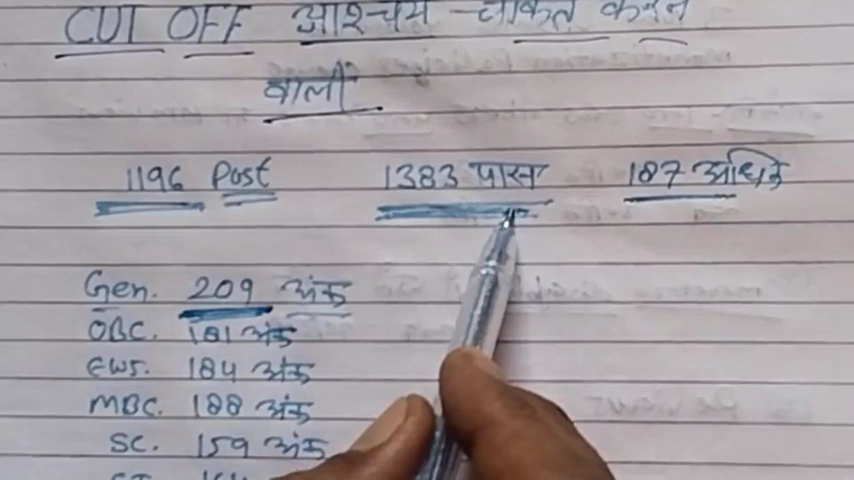 CUT OFF आश्चर्य चकित करने
वाली
1196 Post 1383 पास 187 अधिक
Gen. 209 अंक
OBC. 181 अंक
EWS. 184 अंक
MBC. 188 अंक
SC. 159 अंक